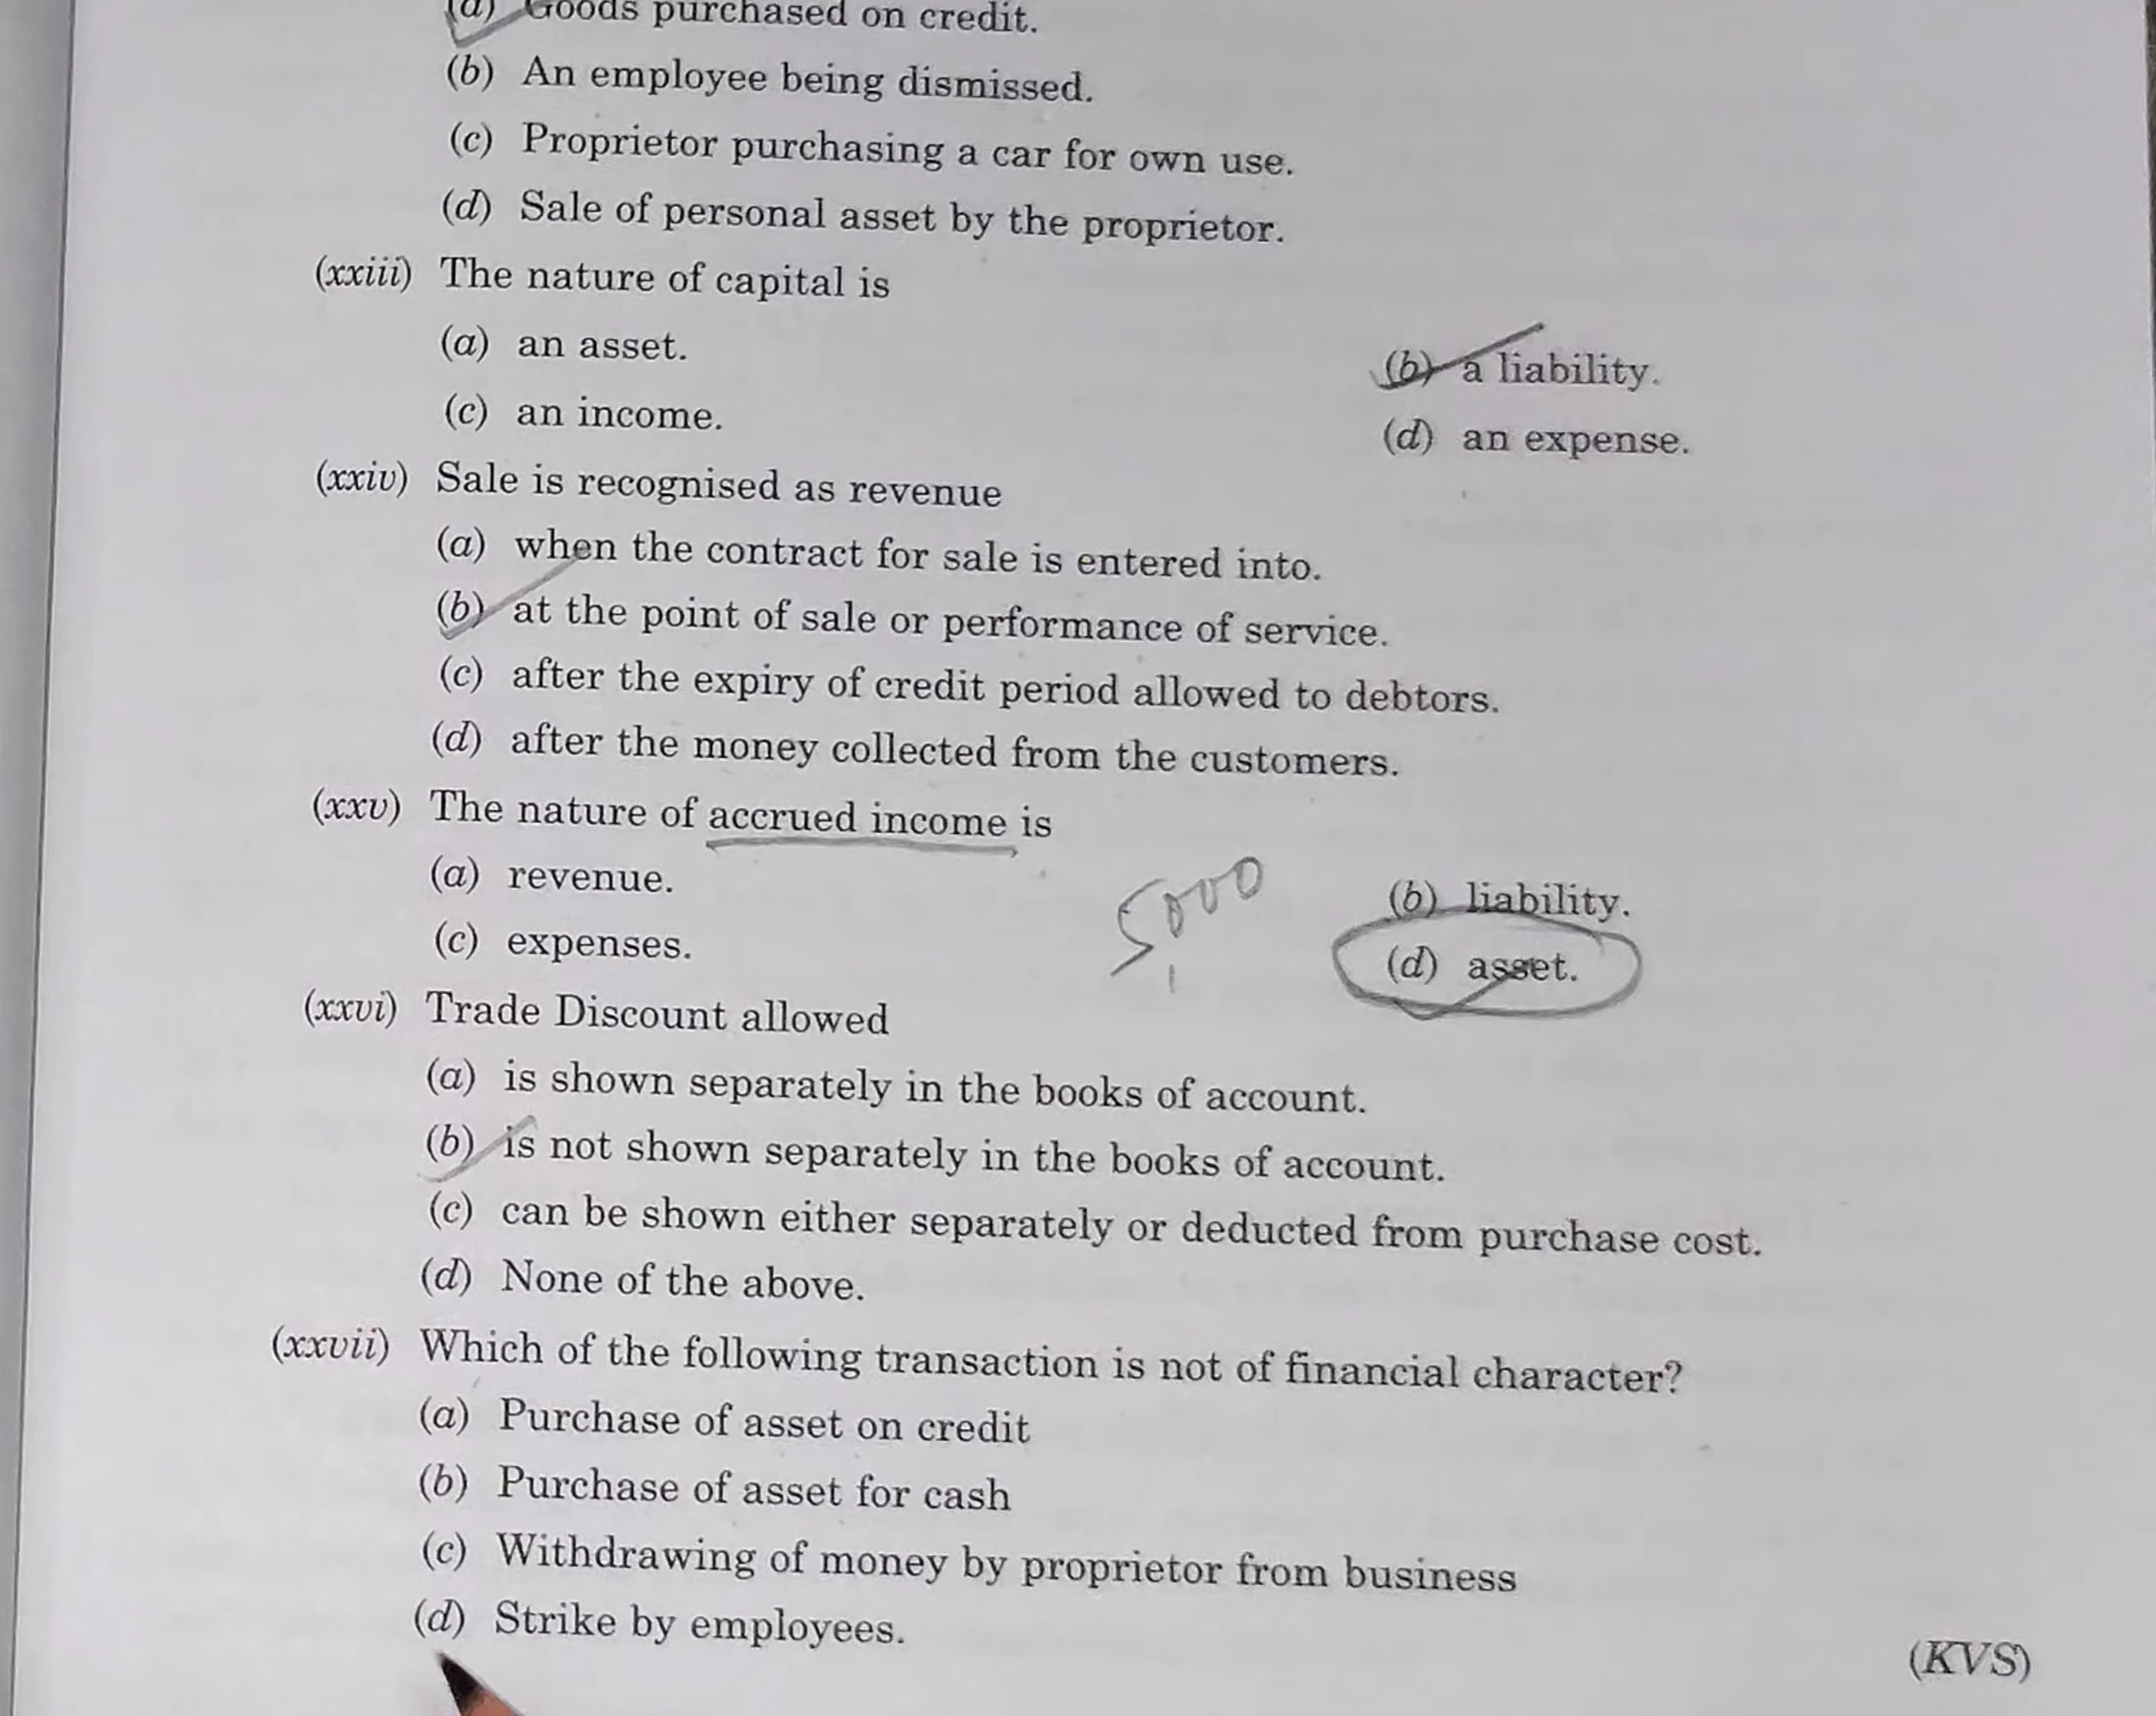 (a) Goods purchased on credit.
(b) An employee being dismissed.
(c) Proprietor purchasing a car for own use.
(d) Sale of personal asset by the proprietor.
(xxiii) The nature of capital is
(a) an asset. (b) a liability.
(c) an income. (d) an expense.
(xxiv) Sale is recognised as revenue
(a) when the contract for sale is entered into.
(b) at the point of sale or performance of service.
(c) after the expiry of credit period allowed to debtors.
(d) after the money collected from the customers.
(xxv) The nature of accrued income is
(a) revenue. (b) liability.
5000
(c) expenses. (d) asset.
(xxvi) Trade Discount allowed
(a) is shown separately in the books of account.
(b) is not shown separately in the books of account.
(c) can be shown either separately or deducted from purchase cost.
(d) None of the above.
(xxvii) Which of the following transaction is not of financial character?
(a) Purchase of asset on credit
(b) Purchase of asset for cash
(c) Withdrawing of money by proprietor from business
(d) Strike by employees.
(KVS)